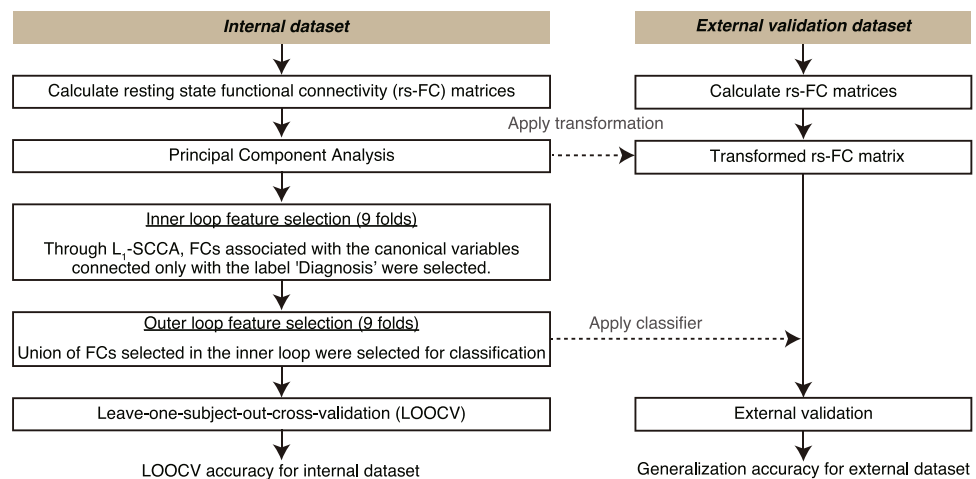 Internal dataset
Calculate resting state functional connectivity (rs-FC) matrices
Principal Component Analysis
Inner loop feature selection (9 folds)
Through L₁-SCCA, FCs associated with the canonical variables
connected only with the label 'Diagnosis’ were selected.
Outer loop feature selection (9 folds)
Union of FCs selected in the inner loop were selected for classification
Leave-one-subject-out-cross-validation (LOOCV)
LOOCV accuracy for internal dataset
Apply transformation
Apply classifier
External validation dataset
Calculate rs-FC matrices
Transformed rs-FC matrix
External validation
Generalization accuracy for external dataset